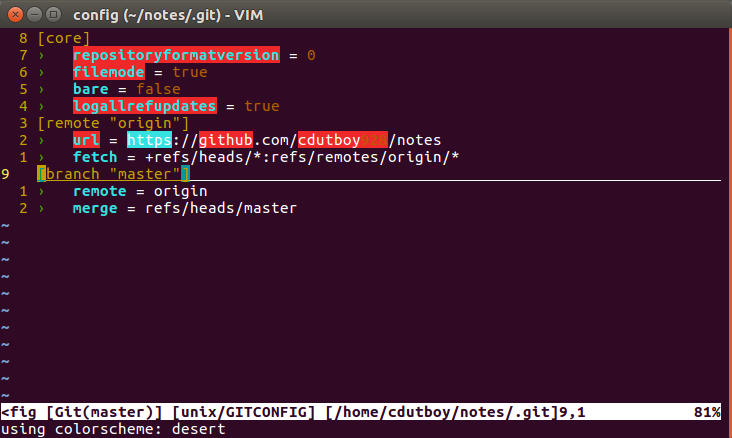 config (~/notes/.git) - VIM
8 [core]
7 › repositoryformatversion = 0
6 › filemode = true
5 › bare = false
4 › logallrefupdates = true
3 [remote "origin"]
2 › url = https://github.com/cdutboy/notes
1 › fetch = +refs/heads/*:refs/remotes/origin/*
9 [branch "master"]
1 › remote = origin
2 › merge = refs/heads/master
~
~
~
~
~
~
~
~
~
~
~
<fig [Git(master)] [unix/GITCONFIG] [/home/cdutboy/notes/.git]9,1 81%
using colorscheme: desert